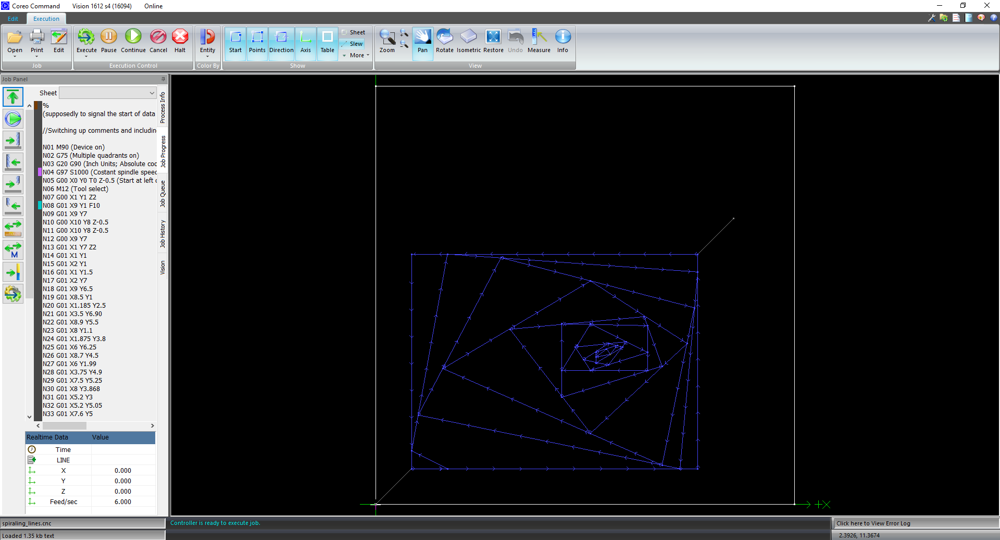 Coreo Command Vision 1612 s4 (16094) Online
Edit Execution
Open Print Edit Execute Pause Continue Cancel Halt Entity Start Points Direction Axis Table Sheet Slew More Zoom Pan Rotate Isometric Restore Undo Measure Info
Job Execution Control Color By Show View
Job Panel
Sheet
%
(supposedly to signal the start of data
//Switching up comments and includin
N01 M90 (Device on)
N02 G75 (Multiple quadrants on)
N03 G20 G90 (Inch Units; Absolute coo
N04 G97 S1000 (Costant spindle speed
N05 G00 X0 Y0 T0 Z-0.5 (Start at left c
N06 M12 (Tool select)
N07 G00 X1 Y1 Z2
N08 G01 X9 Y1 F10
N09 G01 X9 Y7
N10 G00 X10 Y8 Z-0.5
N11 G00 X10 Y8 Z-0.5
N12 G00 X9 Y7
N13 G01 X1 Y7 Z2
N14 G01 X1 Y1
N15 G01 X2 Y1
N16 G01 X1 Y1.5
N17 G01 X2 Y7
N18 G01 X9 Y6.5
N19 G01 X8.5 Y1
N20 G01 X1.185 Y2.5
N21 G01 X3.5 Y6.90
N22 G01 X8.9 Y5.5
N23 G01 X8 Y1.1
N24 G01 X1.875 Y3.8
N25 G01 X6 Y6.25
N26 G01 X8.7 Y4.5
N27 G01 X6 Y1.99
N28 G01 X3.75 Y4.9
N29 G01 X7.5 Y5.25
N30 G01 X8 Y3.868
N31 G01 X5.2 Y3
N32 G01 X5.2 Y5.05
N33 G01 X7.6 Y5
M
Process Info
Job Progress
Job Queue
Job History
Vision
Realtime Data Value
Time
LINE
X 0.000
Y 0.000
Z 0.000
Feed/sec 6.000
+X
spiraling_lines.cnc Controller is ready to execute job. Click here to View Error Log
Loaded 1.35 kb text 2.3926, 11.3674